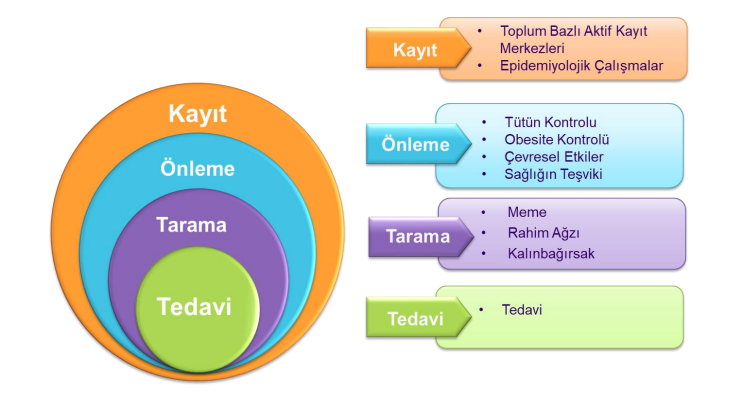 Kayıt
Önleme
Tarama
Tedavi
Kayıt
• Toplum Bazlı Aktif Kayıt
Merkezleri
• Epidemiyolojik Çalışmalar
Önleme
• Tütün Kontrolu
• Obesite Kontrolü
• Çevresel Etkiler
• Sağlığın Teşviki
Tarama
• Meme
• Rahim Ağzı
• Kalınbağırsak
Tedavi
• Tedavi